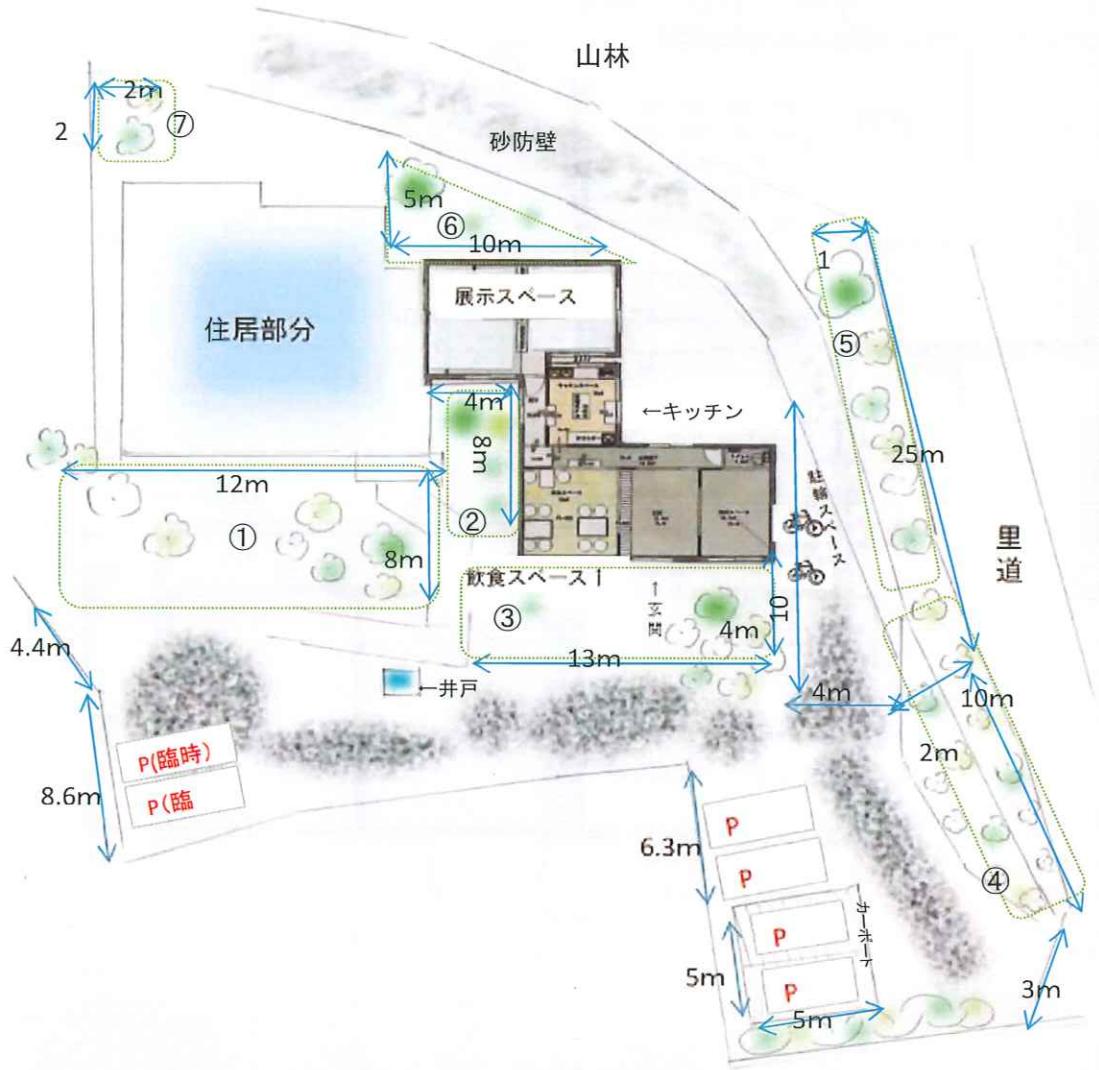 山林
2m
2
⑦
砂防壁
5m
⑥
10m
1
展示スペース
住居部分
⑤
←キッチン
4m
8m
25m
12m
駐輪スペース
①
②
里道
8m
飲食スペース1
←玄関
10
③
4m
13m
4.4m
←井戸
4m
10m
2m
P(臨時)
P(臨
8.6m
6.3m
P
P
カーポート
④
P
5m
P
5m
3m